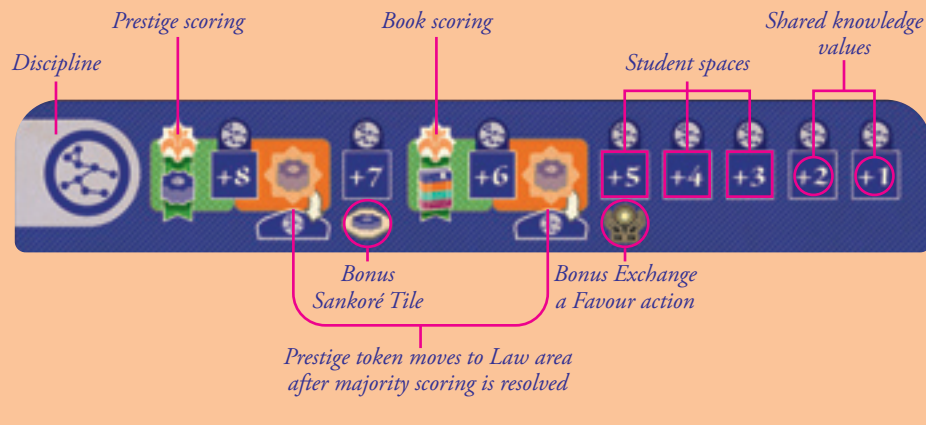 Prestige scoring
Book scoring
Shared knowledge
values
Discipline
Student spaces
+8
+7
+6
+5
+4
+3
+2
+1
Bonus
Sankoré Tile
Bonus Exchange
a Favour action
Prestige token moves to Law area
after majority scoring is resolved